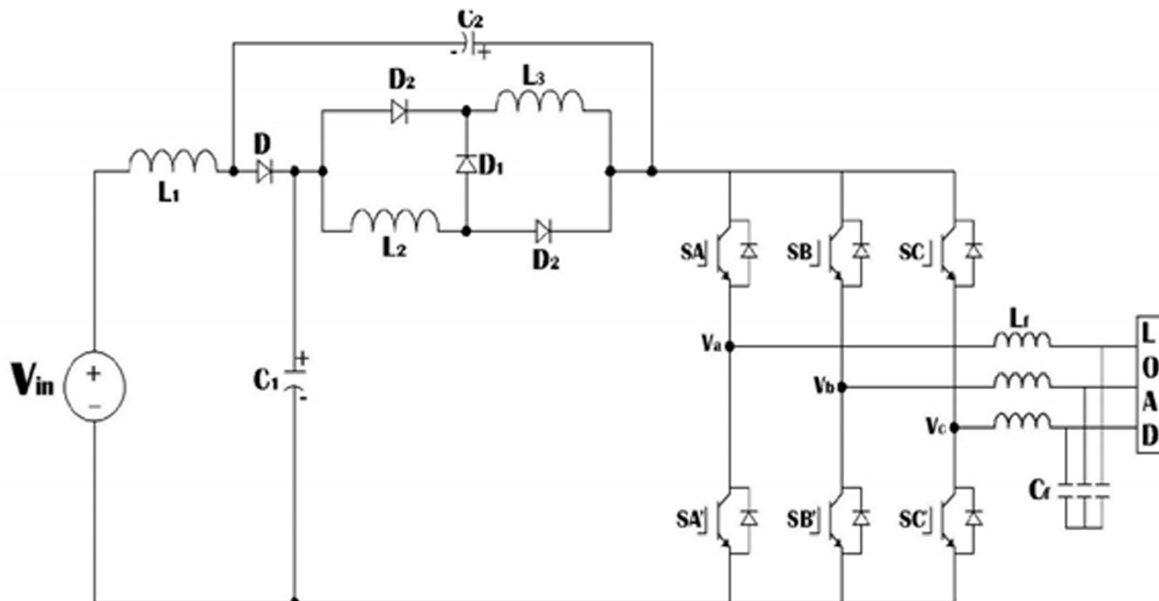 C2
- +
D2
L3
D
D1
L1
L2
D2
SA
SB
SC
Lf
Va
Vb
Vc
LOAD
Vin
+
-
C1
+
-
SA'
SB'
SC'
Cf